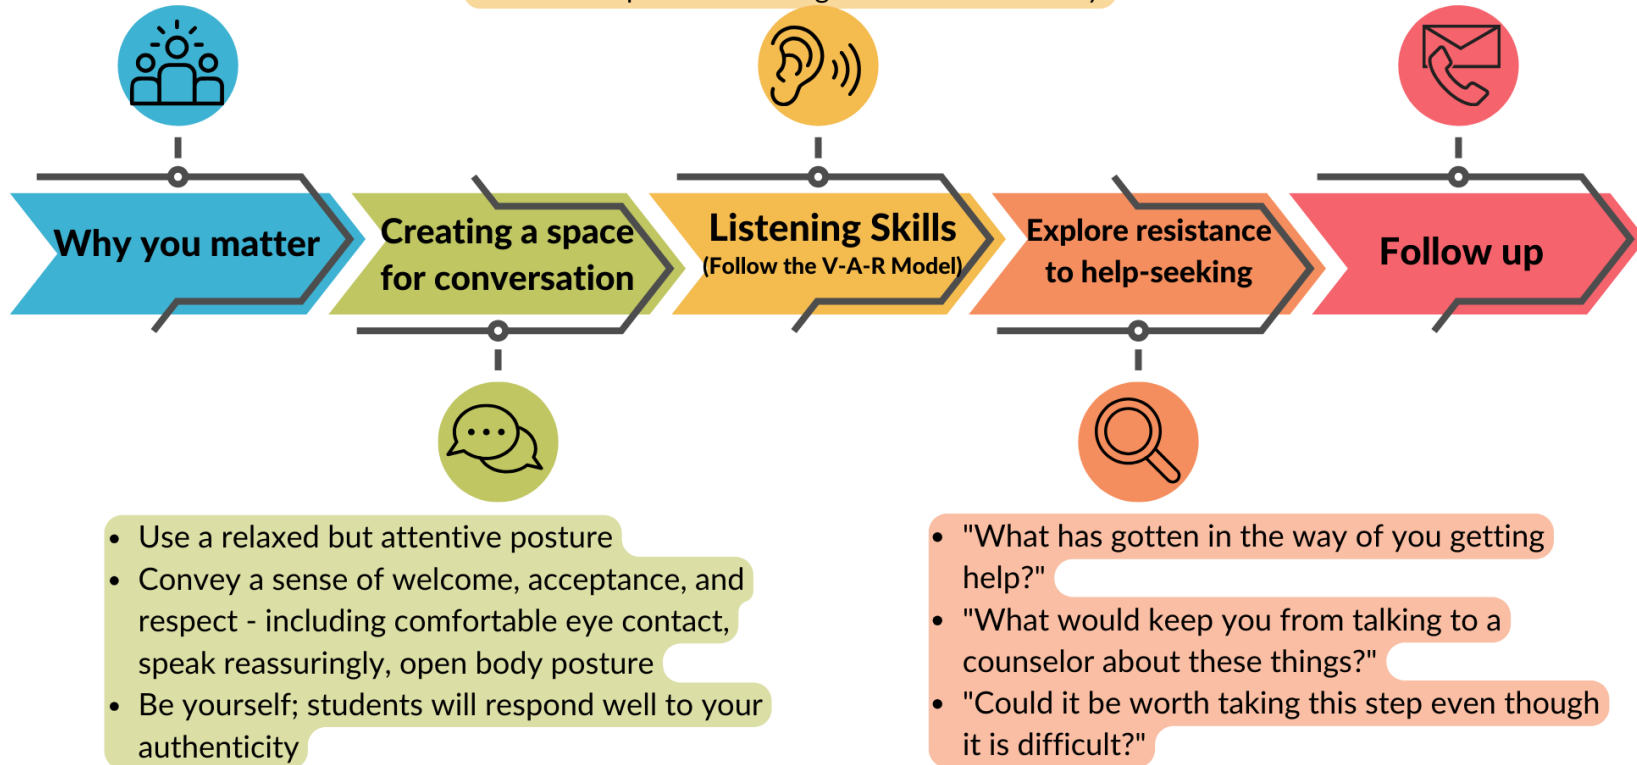 Why you matter
Creating a space
for conversation
Listening Skills
(Follow the V-A-R Model)
Explore resistance
to help-seeking
Follow up
• Use a relaxed but attentive posture
• Convey a sense of welcome, acceptance, and
respect - including comfortable eye contact,
speak reassuringly, open body posture
• Be yourself; students will respond well to your
authenticity
• "What has gotten in the way of you getting
help?"
• "What would keep you from talking to a
counselor about these things?"
• "Could it be worth taking this step even though
it is difficult?"